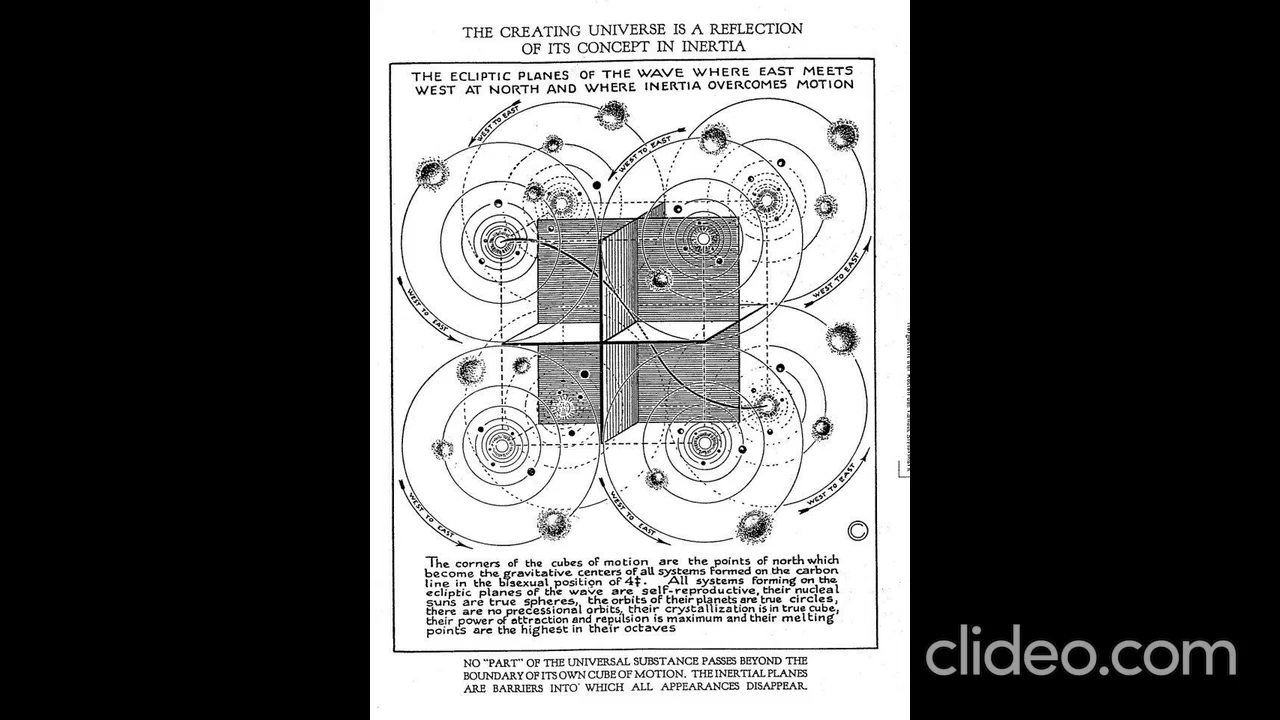 THE CREATING UNIVERSE IS A REFLECTION
OF ITS CONCEPT IN INERTIA
THE ECLIPTIC PLANES OF THE WAVE WHERE EAST MEETS
WEST AT NORTH AND WHERE INERTIA OVERCOMES MOTION
WEST TO EAST
WEST TO EAST
WEST TO EAST
WEST TO EAST
WEST TO EAST
WEST TO EAST
WEST TO EAST
©
The corners of the cubes of motion are the points of north which
become the gravitative centers of all systems formed on the carbon
line in the bisexual position of 4‡. All systems forming on the
ecliptic planes of the wave are self-reproductive, their nucleal
suns are true spheres, the orbits of their planets are true circles,
there are no precessional orbits, their crystallization is in true cube,
their power of attraction and repulsion is maximum and their melting
points are the highest in their octaves
NO "PART" OF THE UNIVERSAL SUBSTANCE PASSES BEYOND THE
BOUNDARY OF ITS OWN CUBE OF MOTION. THE INERTIAL PLANES
ARE BARRIERS INTO WHICH ALL APPEARANCES DISAPPEAR.
clideo.com